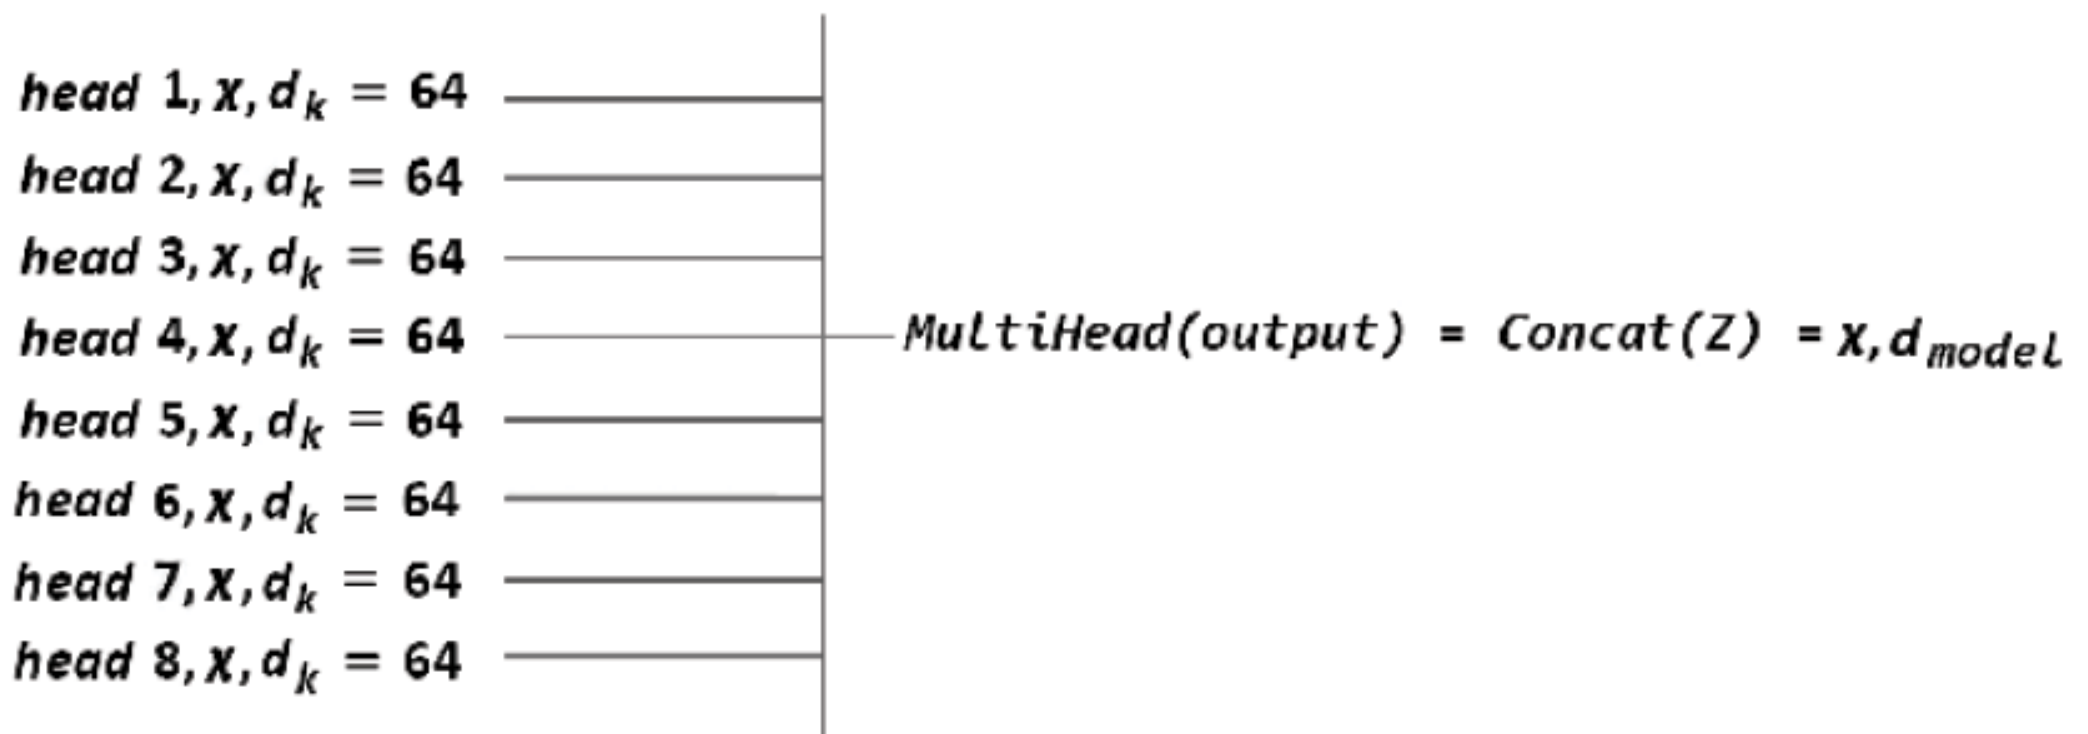 head 1, x, d_k = 64
head 2, x, d_k = 64
head 3, x, d_k = 64
head 4, x, d_k = 64
MultiHead(output) = Concat(Z) = x, d_model
head 5, x, d_k = 64
head 6, x, d_k = 64
head 7, x, d_k = 64
head 8, x, d_k = 64